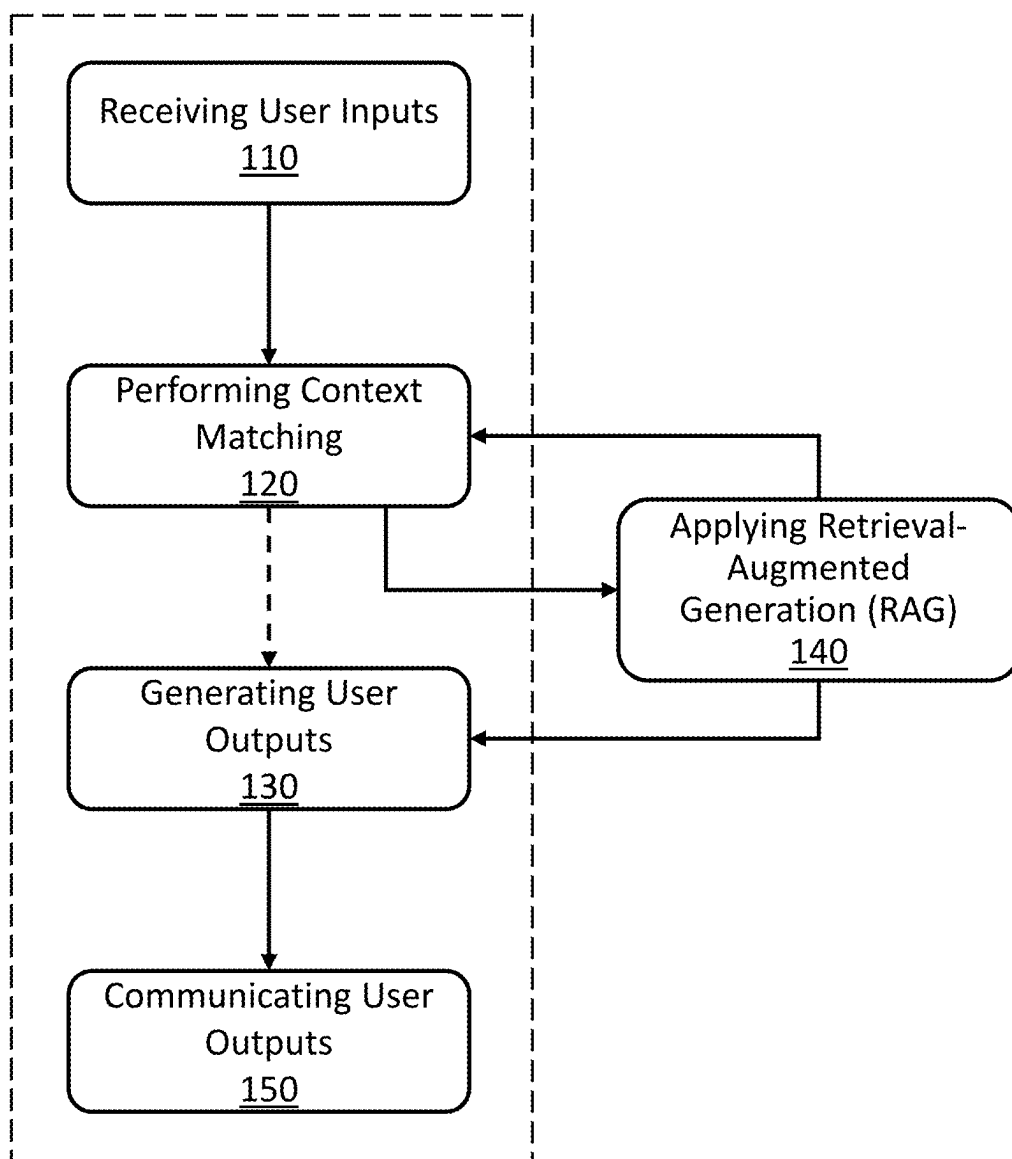 Receiving User Inputs
110
Performing Context
Matching
120
Applying Retrieval-
Augmented
Generation (RAG)
140
Generating User
Outputs
130
Communicating User
Outputs
150